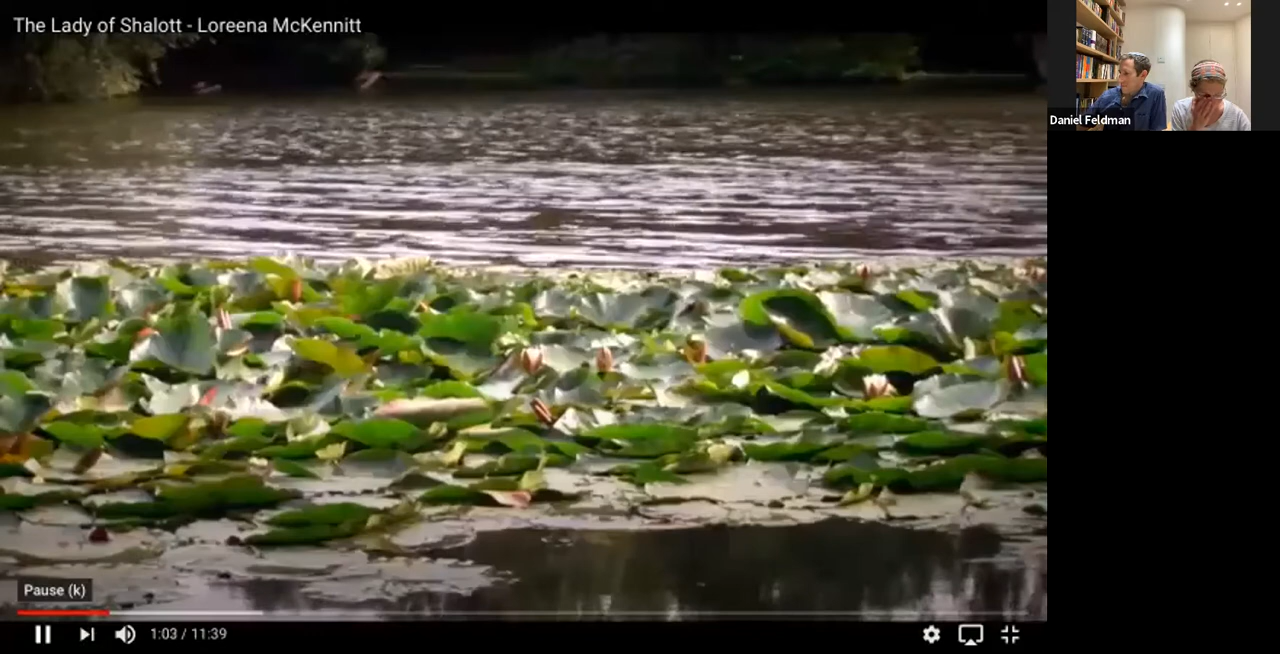 The Lady of Shalott - Loreena McKennitt
Daniel Feldman
Pause (k)
1:03 / 11:39